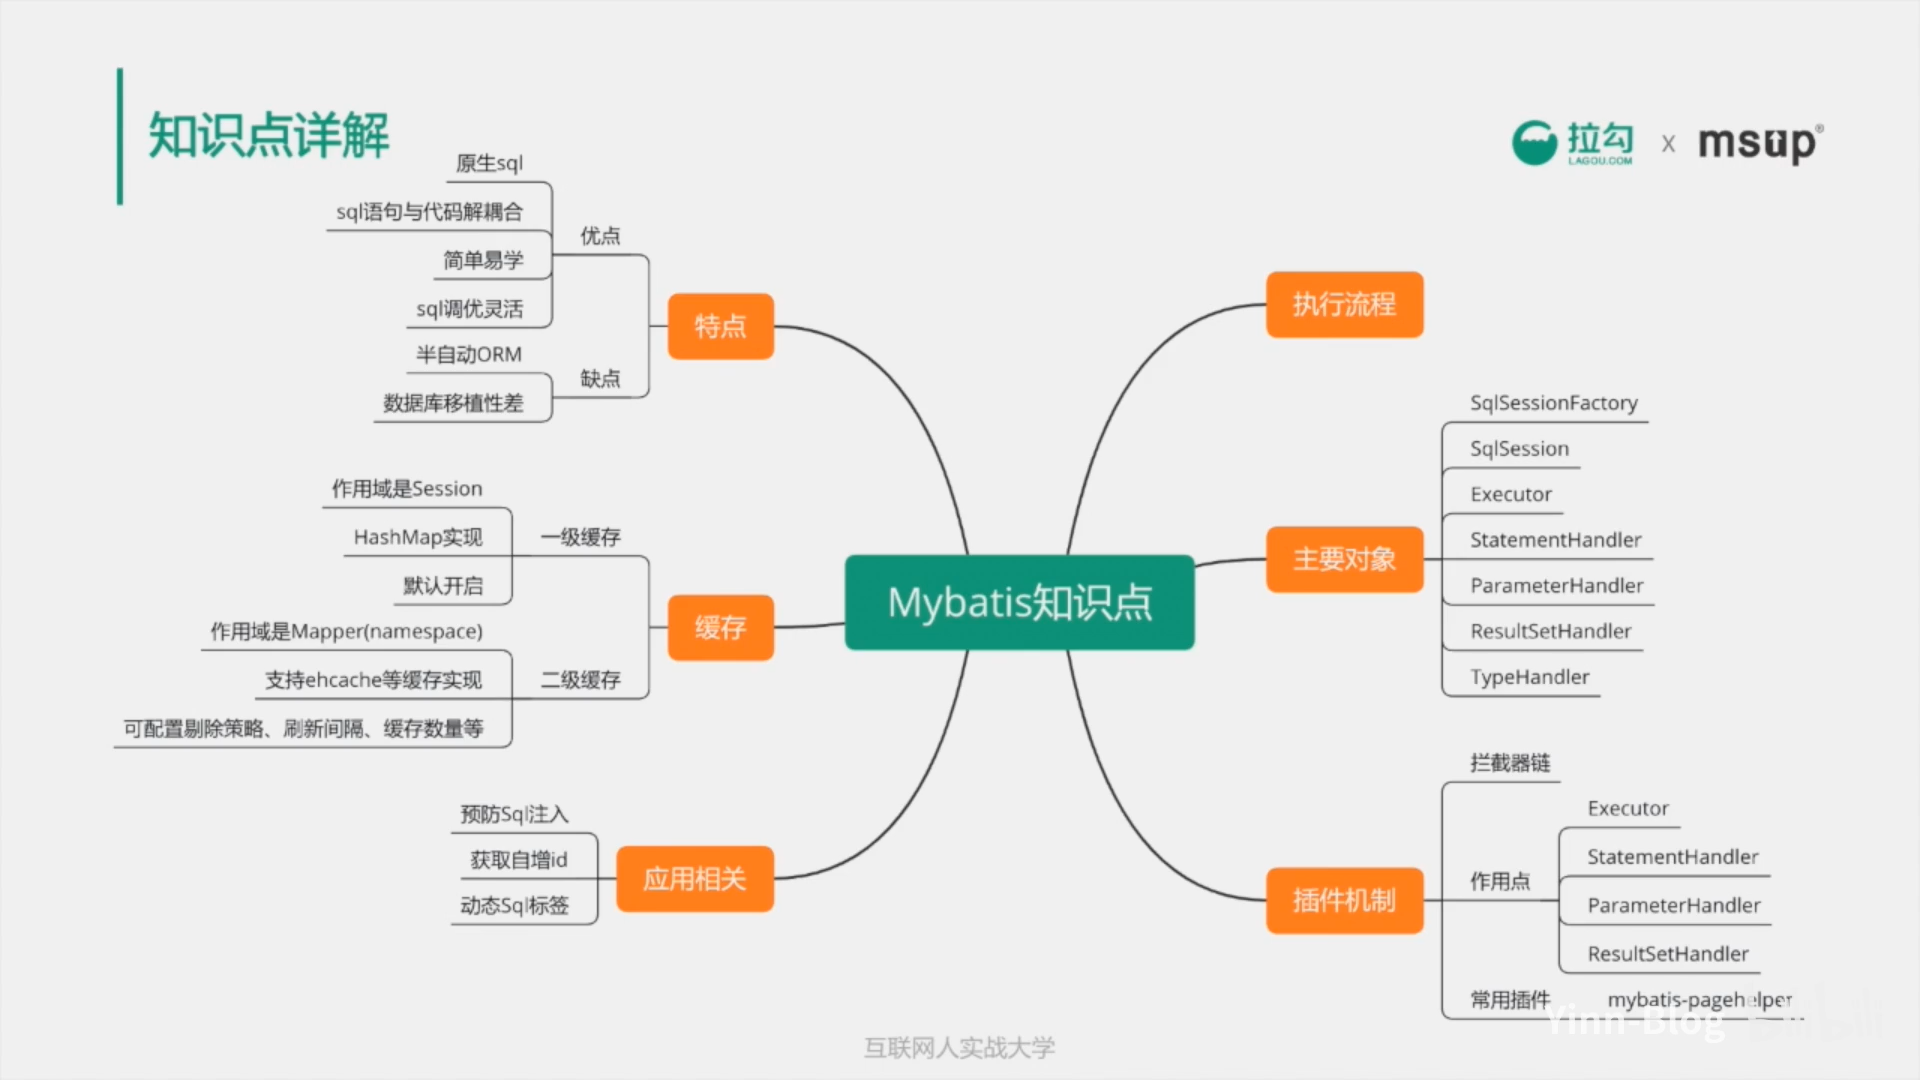 知识点详解
拉勾
LAGOU.COM
X
msup®
原生sql
sql语句与代码解耦合
简单易学
sql调优灵活
优点
半自动ORM
数据库移植性差
缺点
特点
作用域是Session
HashMap实现
默认开启
一级缓存
作用域是Mapper(namespace)
支持ehcache等缓存实现
可配置剔除策略、刷新间隔、缓存数量等
二级缓存
缓存
预防Sql注入
获取自增id
动态Sql标签
应用相关
Mybatis知识点
执行流程
主要对象
SqlSessionFactory
SqlSession
Executor
StatementHandler
ParameterHandler
ResultSetHandler
TypeHandler
插件机制
拦截器链
作用点
Executor
StatementHandler
ParameterHandler
ResultSetHandler
常用插件
mybatis-pagehelper
Yinn-Blog
互联网人实战大学